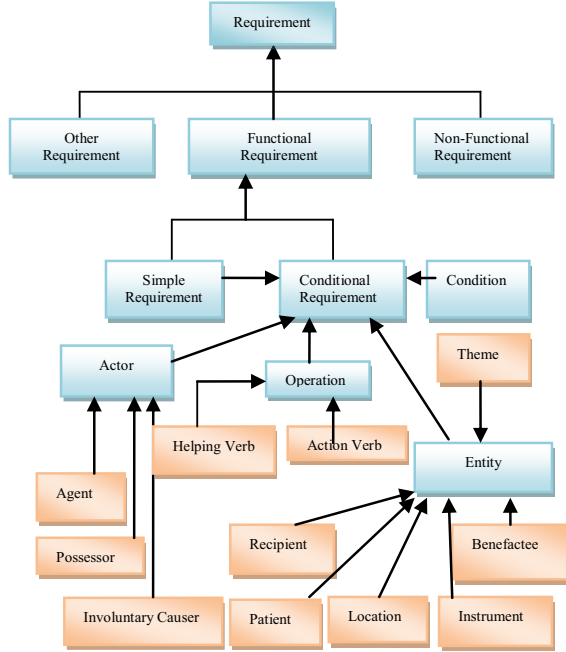 Requirement
Other
Requirement
Functional
Requirement
Non-Functional
Requirement
Simple
Requirement
Conditional
Requirement
Condition
Theme
Actor
Operation
Helping Verb
Action Verb
Entity
Agent
Recipient
Benefactee
Possessor
Involuntary Causer
Patient
Location
Instrument